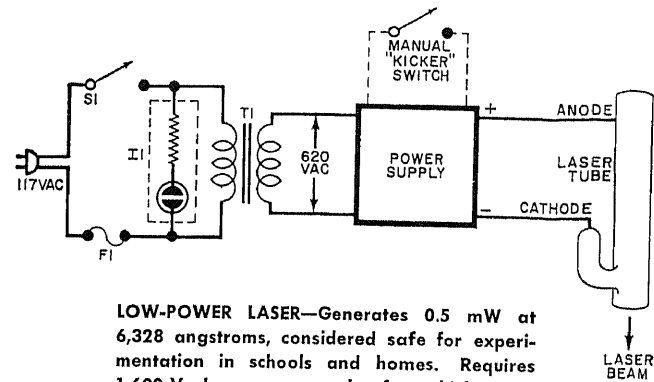 MANUAL
"KICKER"
SWITCH
S1
T1
+
ANODE
I1
620
VAC
POWER
SUPPLY
LASER
TUBE
117VAC
−
CATHODE
F1
LOW-POWER LASER—Generates 0.5 mW at
6,328 angstroms, considered safe for experi-
mentation in schools and homes. Requires
LASER
BEAM